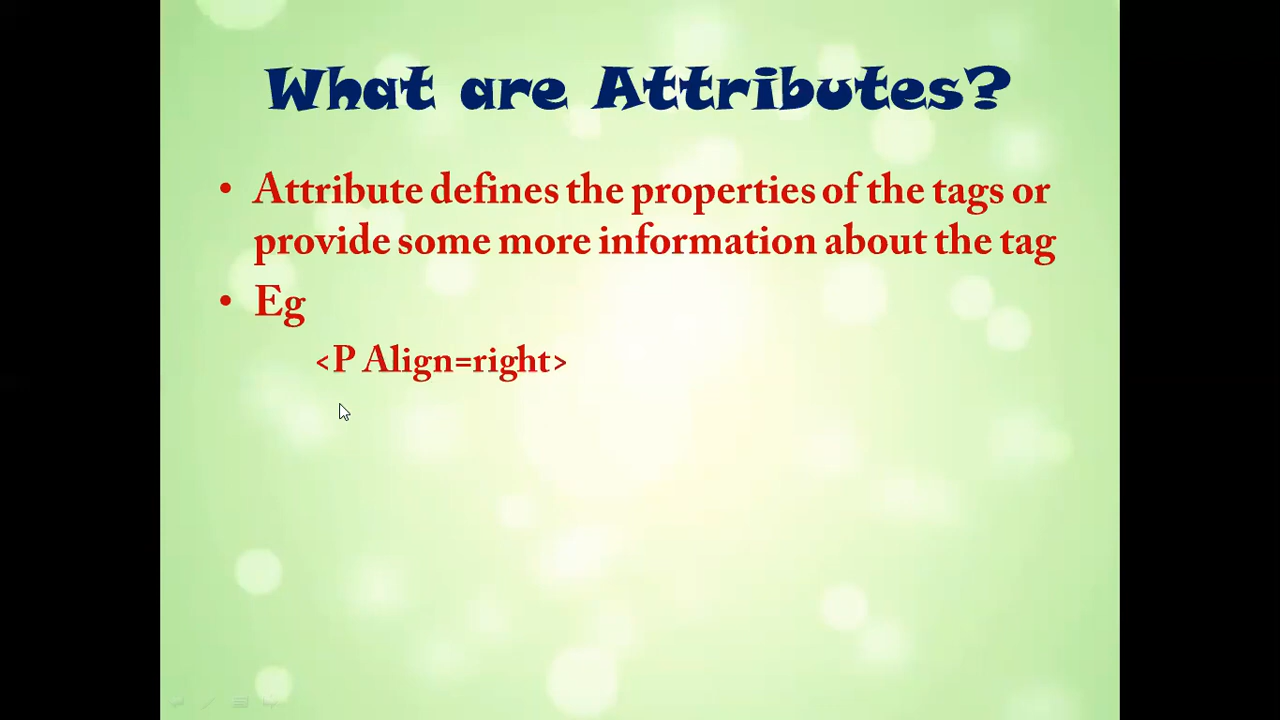 What are Attributes?
• Attribute defines the properties of the tags or
provide some more information about the tag
• Eg
<P Align=right>